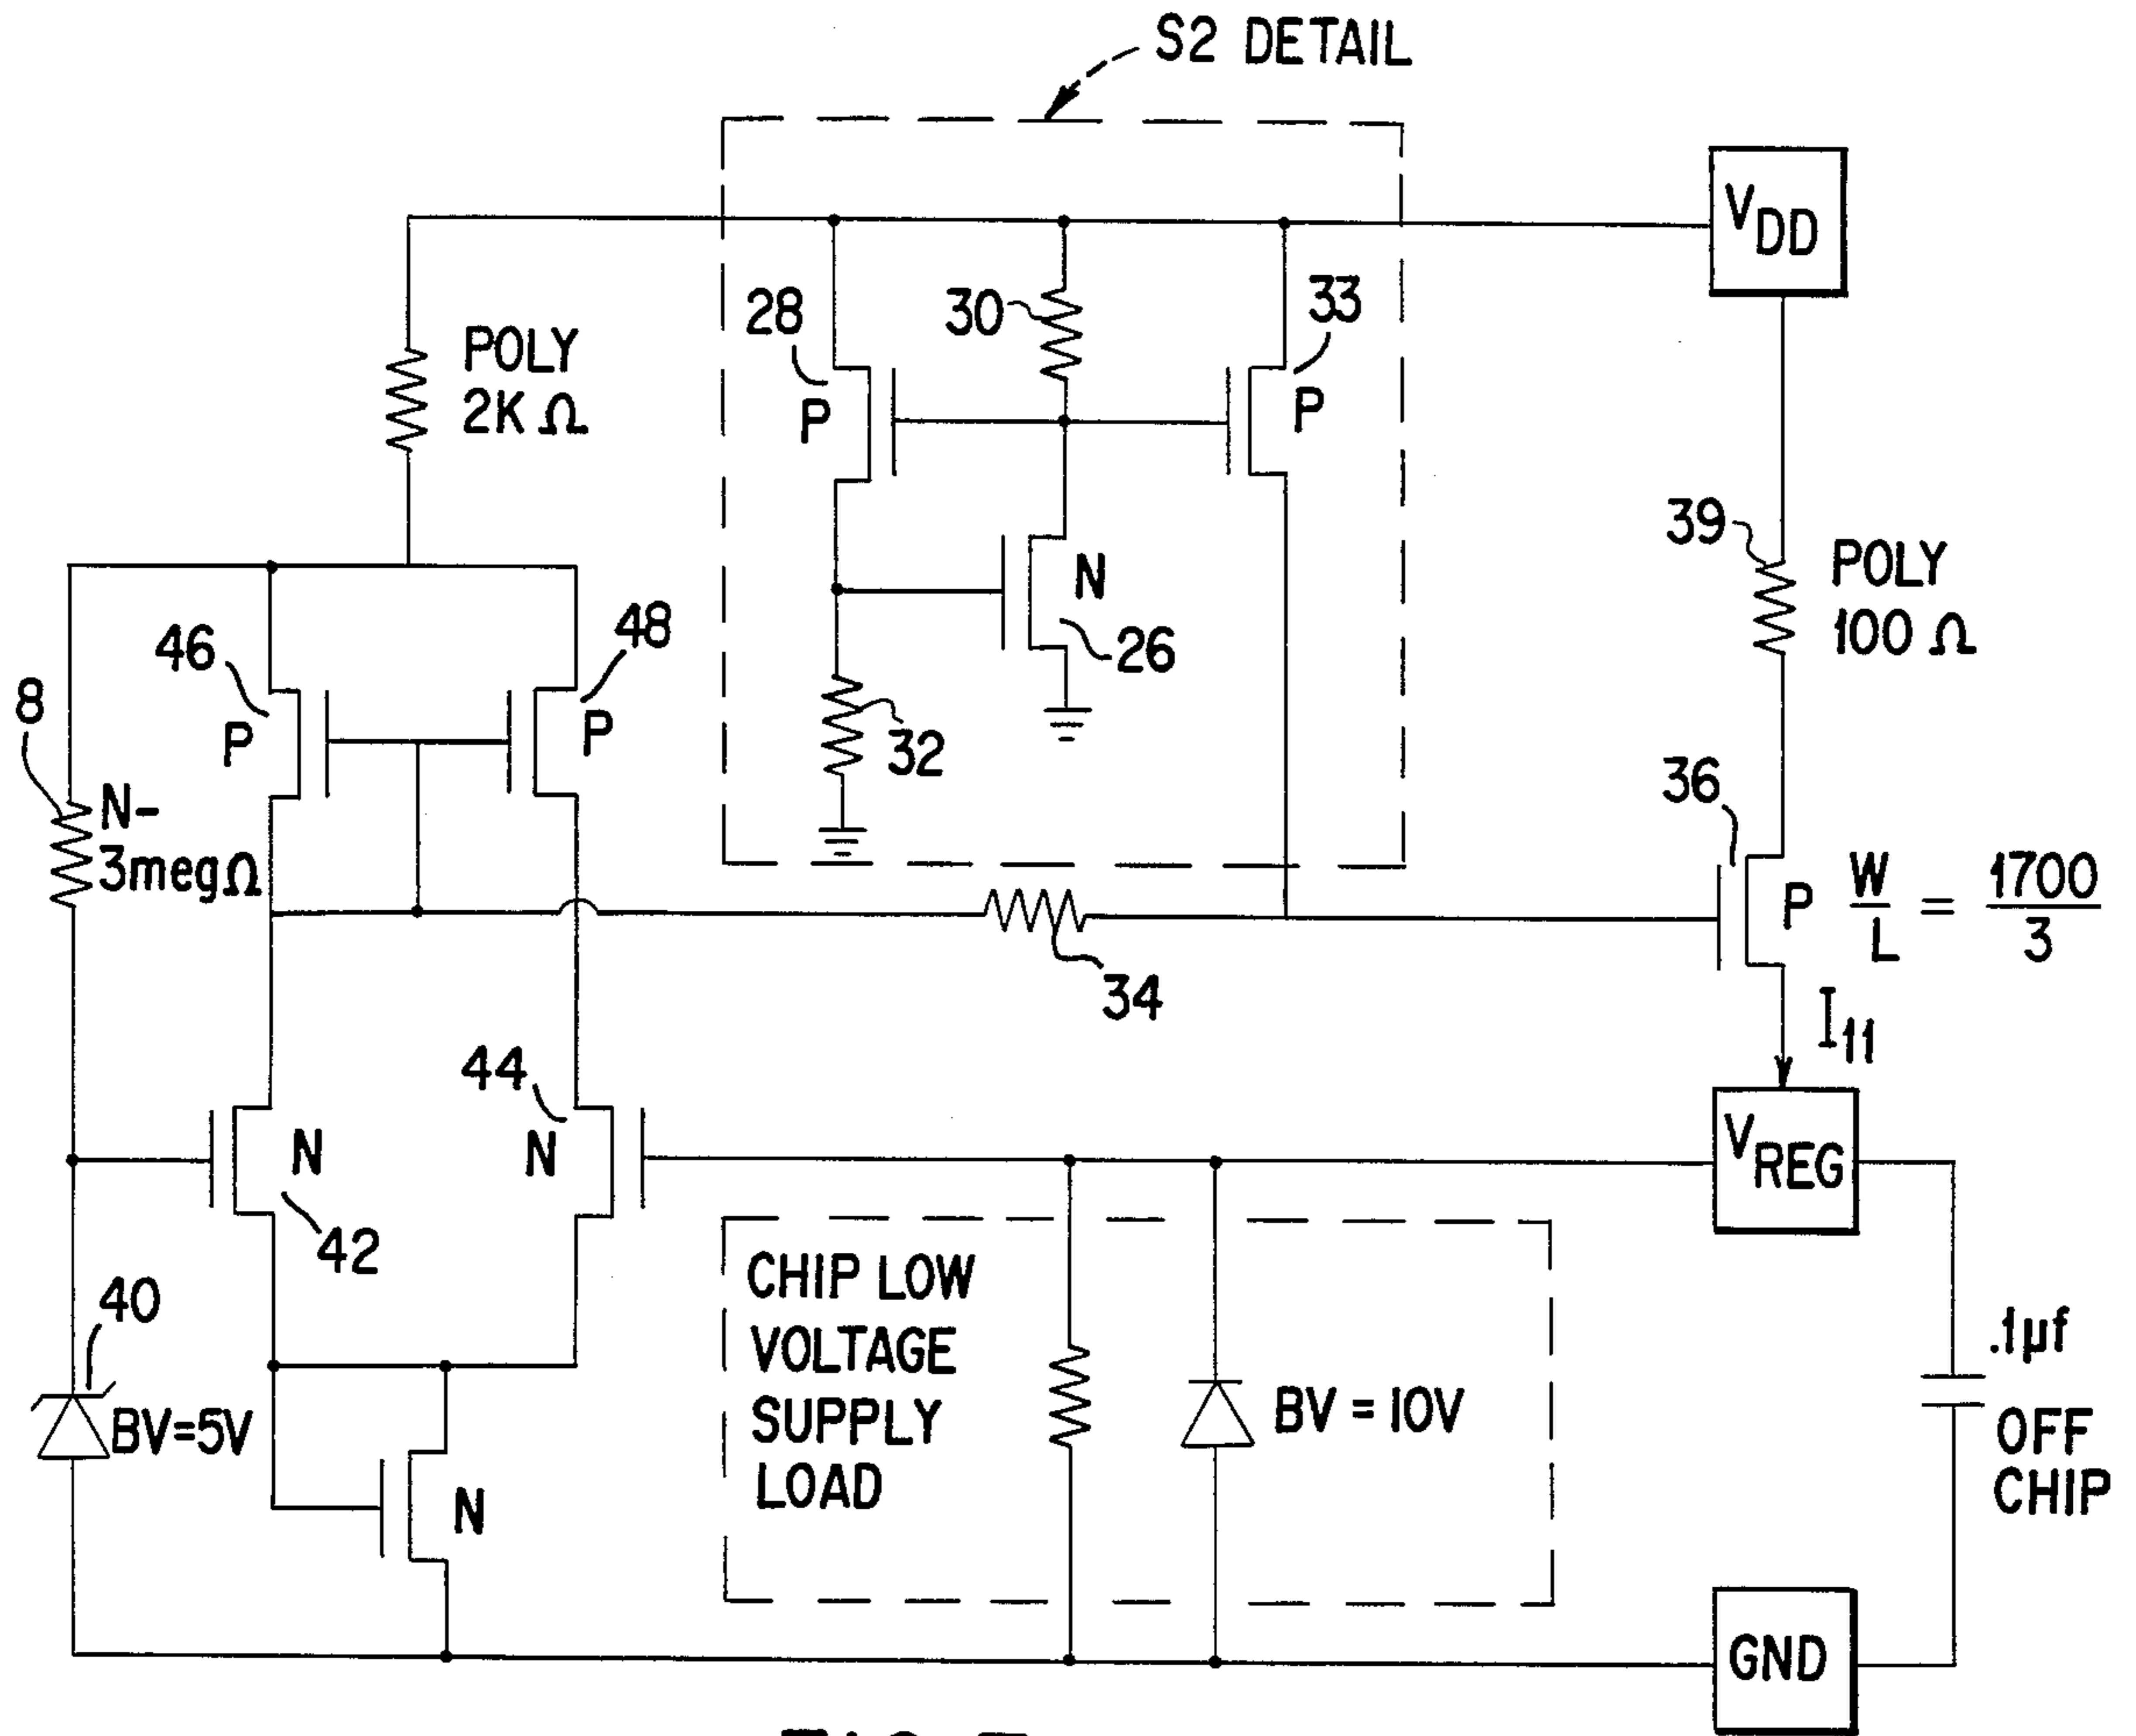 S2 DETAIL
VDD
28
30
33
P
P
POLY
2K Ω
N
26
32
39
POLY
100 Ω
46
48
P
P
8
N-
3megΩ
34
36
P
W/L = 1700/3
I11
44
N
N
42
VREG
40
BV=5V
N
CHIP LOW
VOLTAGE
SUPPLY
LOAD
BV = 10V
.1µf
OFF
CHIP
GND